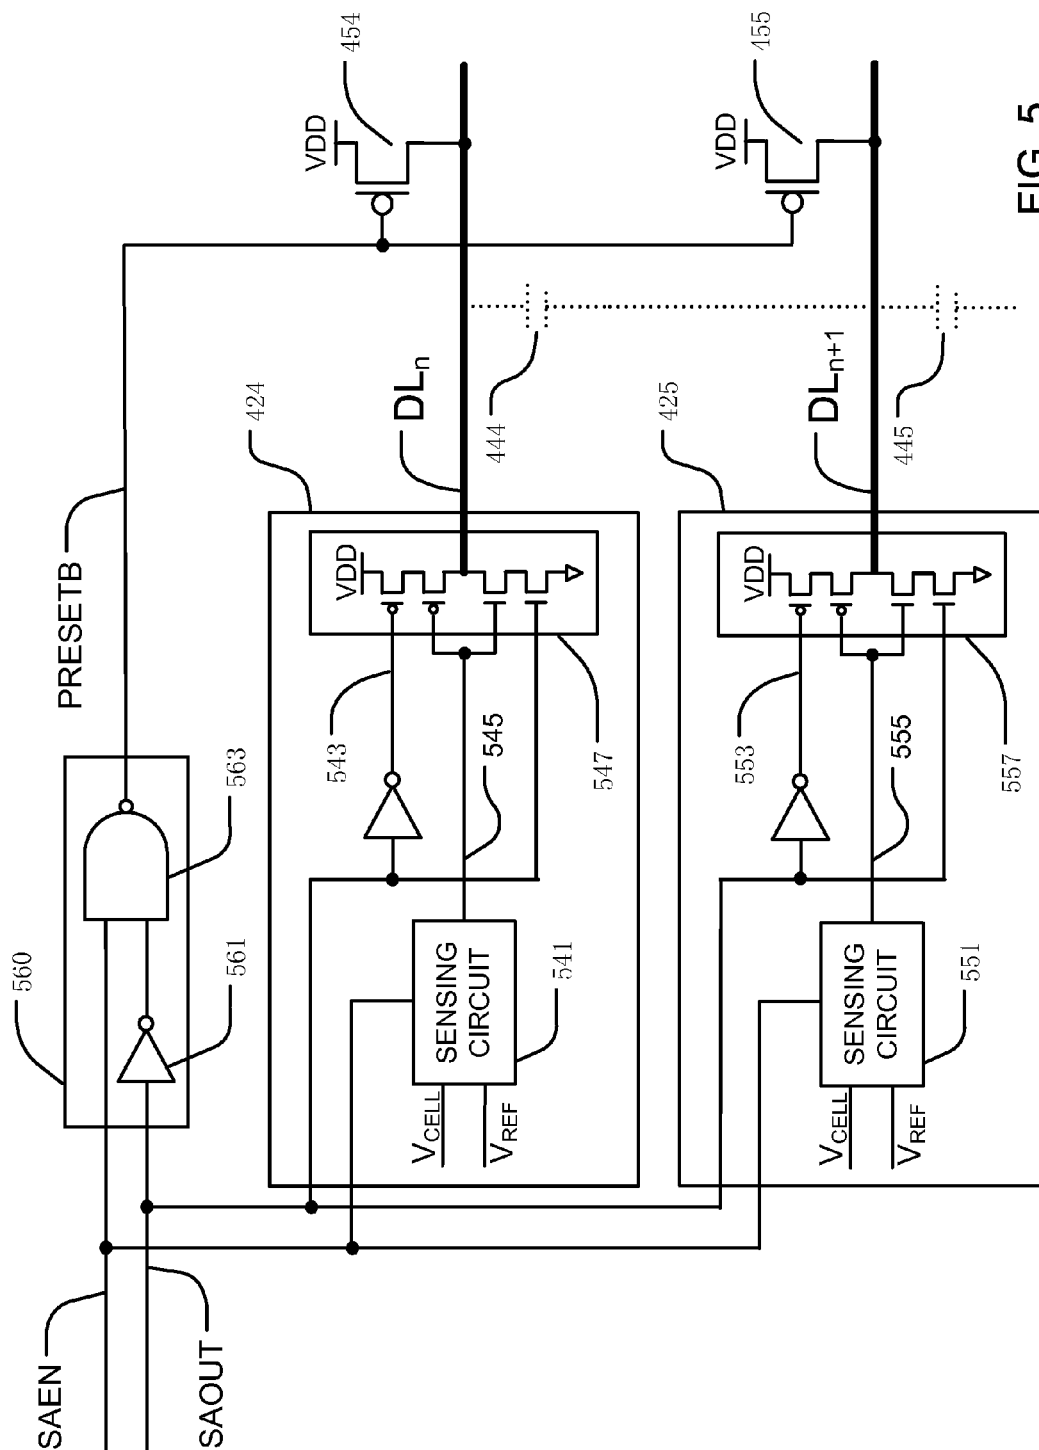 SAEN
SAOUT
560
561
563
PRESETB
454
VDD
455
VDD
424
DLn
444
543
545
547
VDD
SENSING
CIRCUIT
541
VCELL
VREF
425
DLn+1
445
553
555
557
VDD
SENSING
CIRCUIT
551
VCELL
VREF
FIG. 5